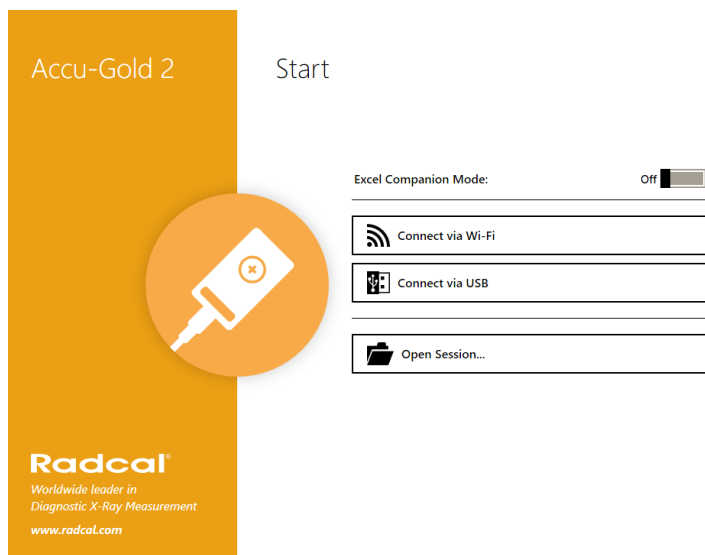 Accu-Gold 2
Start
Excel Companion Mode:
Off
Connect via Wi-Fi
Connect via USB
Open Session...
Radcal®
Worldwide leader in
Diagnostic X-Ray Measurement
www.radcal.com